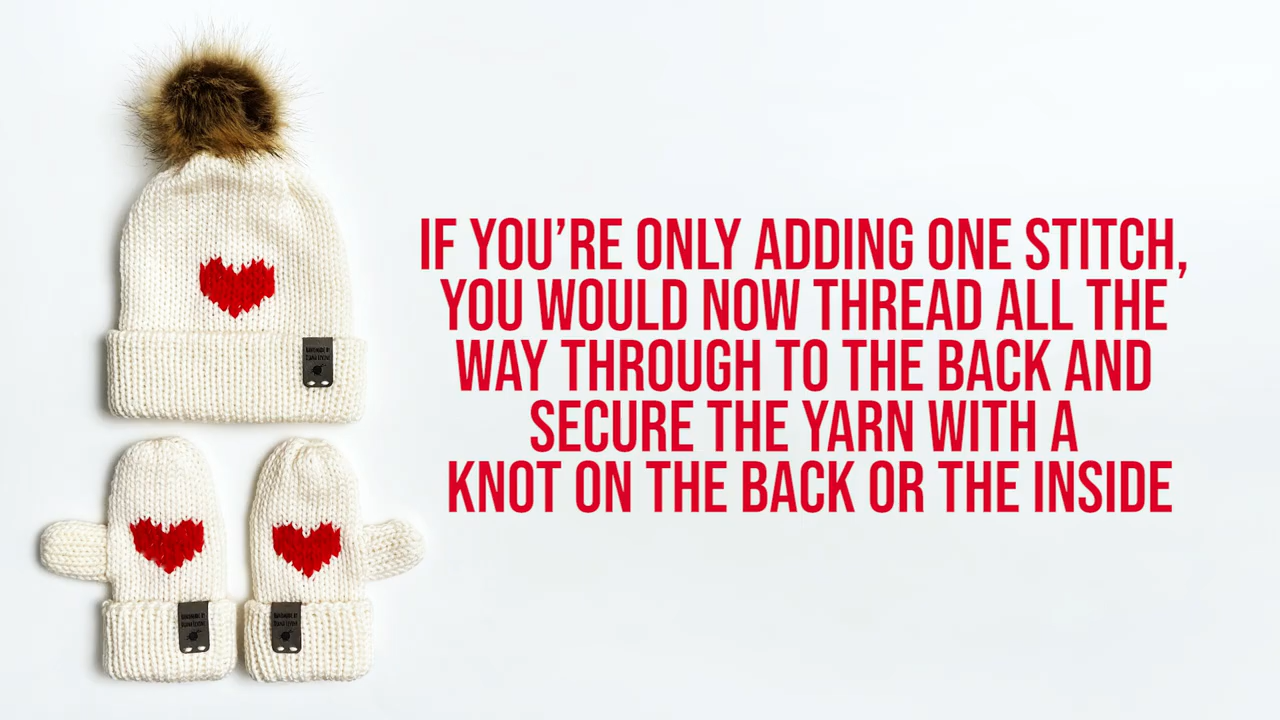 IF YOU’RE ONLY ADDING ONE STITCH,
YOU WOULD NOW THREAD ALL THE
WAY THROUGH TO THE BACK AND
SECURE THE YARN WITH A
KNOT ON THE BACK OR THE INSIDE